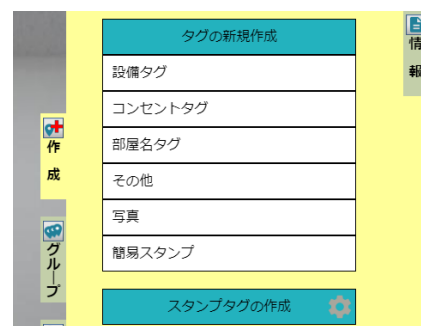 タグの新規作成
設備タグ
コンセントタグ
部屋名タグ
その他
写真
簡易スタンプ
スタンプタグの作成
作成
グループ
情報